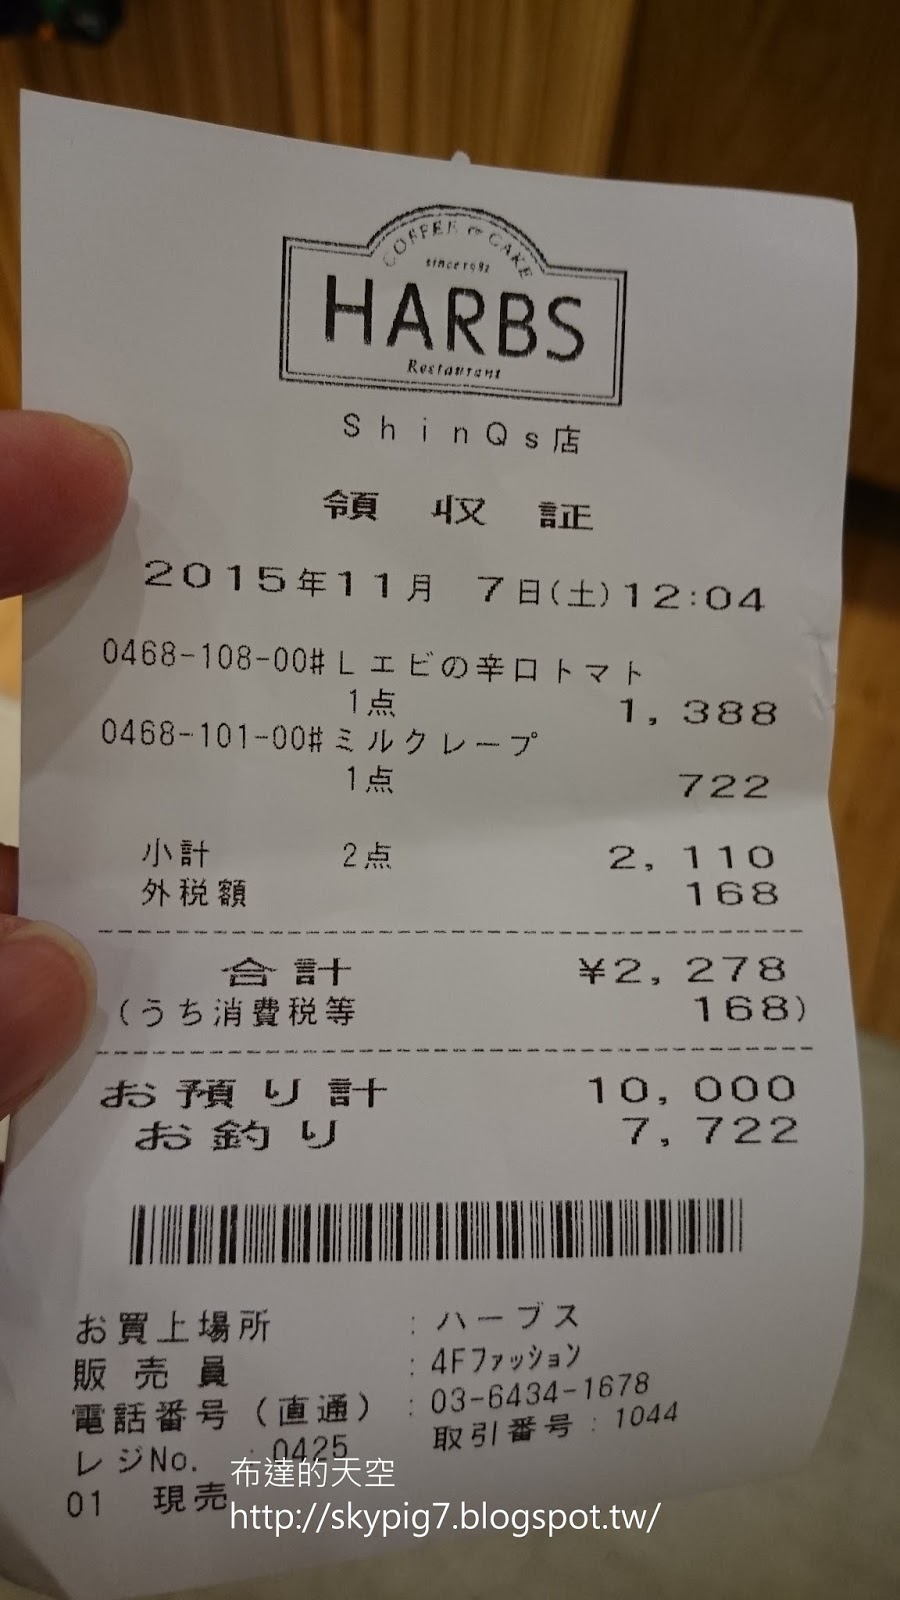 COFFEE & CAKE
since1981
HARBS
Restaurant
ShinQs店
領収証
2015年11月 7日(土)12:04
0468-108-00#Lエビの辛口トマト
1点 1,388
0468-101-00#ミルクレープ
1点 722
小計 2点 2,110
外税額 168
合計 ¥2,278
(うち消費税等 168)
お預り計 10,000
お釣り 7,722
お買上場所 : ハーブス
販売員 : 4Fファッション
電話番号(直通) : 03-6434-1678
レジNo. : 0425 取引番号 : 1044
01 現売
布達的天空
http://skypig7.blogspot.tw/